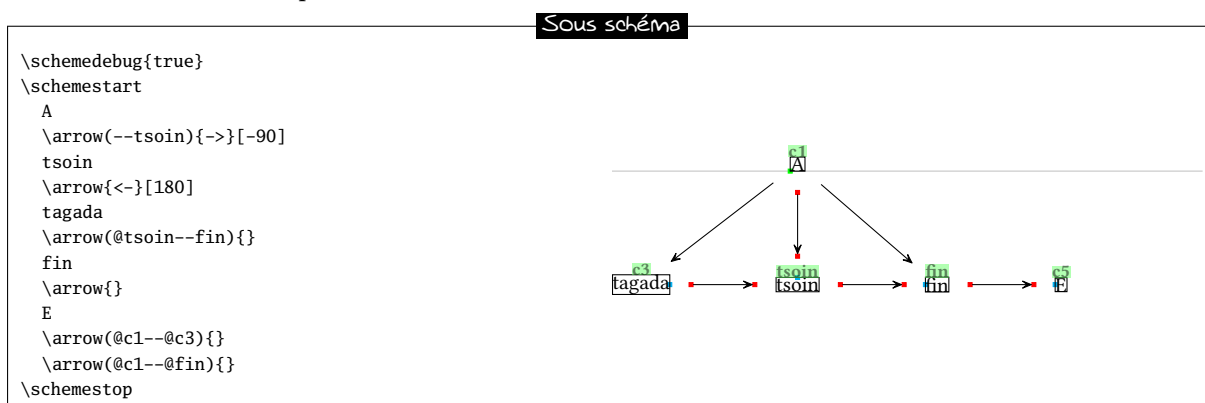 Sous schéma
\schemedebug{true}
\schemestart
A
\arrow(--tsoin){->}[-90]
tsoin
\arrow{<-}[180]
tagada
\arrow(@tsoin--fin){}
fin
\arrow{}
E
\arrow(@c1--@c3){}
\arrow(@c1--@fin){}
\schemestop
c1
A
c3 tsoin fin c5
tagada tsoin fin E